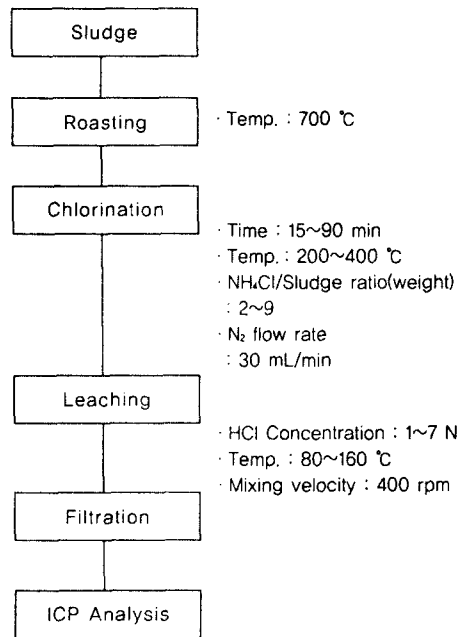 Sludge
Roasting
· Temp. : 700 ℃
Chlorination
· Time : 15~90 min
· Temp. : 200~400 ℃
· NH₄Cl/Sludge ratio(weight)
: 2~9
· N₂ flow rate
: 30 mL/min
Leaching
· HCl Concentration : 1~7 N
· Temp. : 80~160 ℃
· Mixing velocity : 400 rpm
Filtration
ICP Analysis